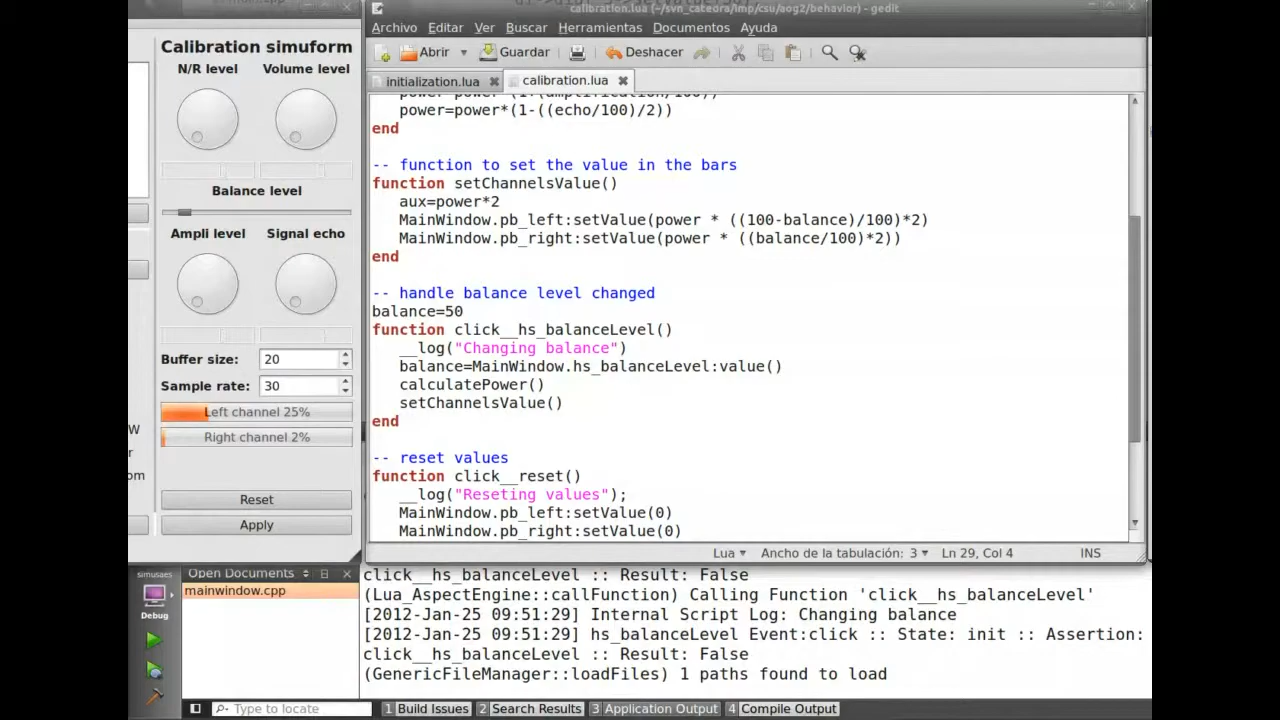 calibration.lua (~/svn_cateora/imp/csu/aog2/behavior) - gedit
Archivo Editar Ver Buscar Herramientas Documentos Ayuda
Abrir Guardar Deshacer
initialization.lua calibration.lua
Calibration simuform
N/R level Volume level
Balance level
Ampli level Signal echo
Buffer size: 20
Sample rate: 30
Left channel 25%
Right channel 2%
Reset
Apply
W
r
om
power=power*(1-((echo/100)/2))
end
-- function to set the value in the bars
function setChannelsValue()
aux=power*2
MainWindow.pb_left:setValue(power * ((100-balance)/100)*2)
MainWindow.pb_right:setValue(power * ((balance/100)*2))
end
-- handle balance level changed
balance=50
function click__hs_balanceLevel()
__log("Changing balance")
balance=MainWindow.hs_balanceLevel:value()
calculatePower()
setChannelsValue()
end
-- reset values
function click__reset()
__log("Reseting values");
MainWindow.pb_left:setValue(0)
MainWindow.pb_right:setValue(0)
Lua Ancho de la tabulación: 3 Ln 29, Col 4 INS
simusaes
Debug
Open Documents
mainwindow.cpp
click__hs_balanceLevel :: Result: False
(Lua_AspectEngine::callFunction) Calling Function 'click__hs_balanceLevel'
[2012-Jan-25 09:51:29] Internal Script Log: Changing balance
[2012-Jan-25 09:51:29] hs_balanceLevel Event:click :: State: init :: Assertion:
click__hs_balanceLevel :: Result: False
(GenericFileManager::loadFiles) 1 paths found to load
Type to locate 1 Build Issues 2 Search Results 3 Application Output 4 Compile Output